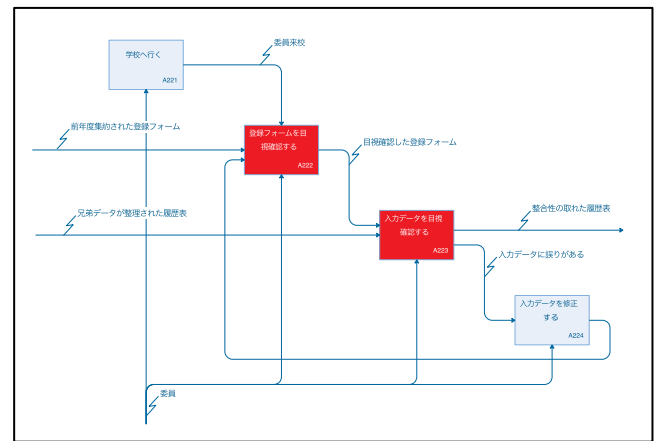 委員来校
学校へ行く
A221
前年度集約された登録フォーム
登録フォームを目
視確認する
A222
目視確認した登録フォーム
兄弟データが整理された履歴表
入力データを目視
確認する
A223
整合性の取れた履歴表
入力データに誤りがある
入力データを修正
する
A224
委員